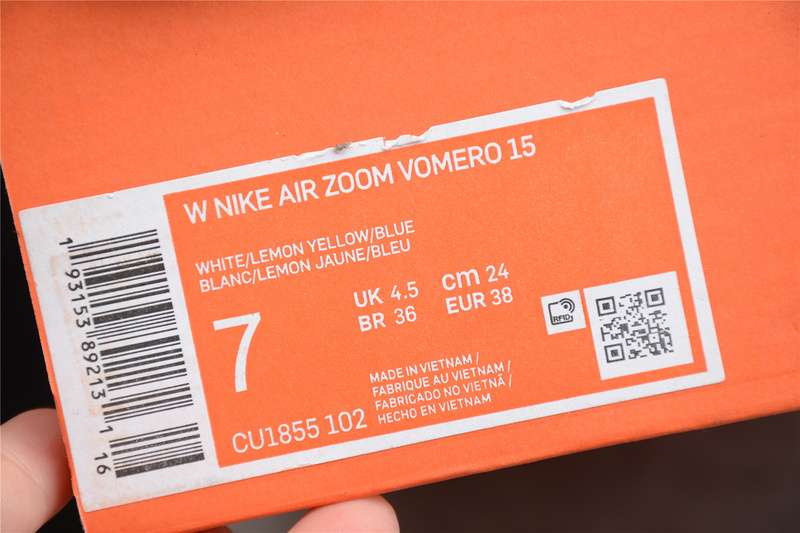 W NIKE AIR ZOOM VOMERO 15
WHITE/LEMON YELLOW/BLUE
BLANC/LEMON JAUNE/BLEU
7
UK 4.5
cm 24
BR 36
EUR 38
RFID
MADE IN VIETNAM /
FABRIQUE AU VIETNAM /
FABRICADO NO VIETNÃ /
HECHO EN VIETNAM
CU1855 102
1 93153 89213 1 16